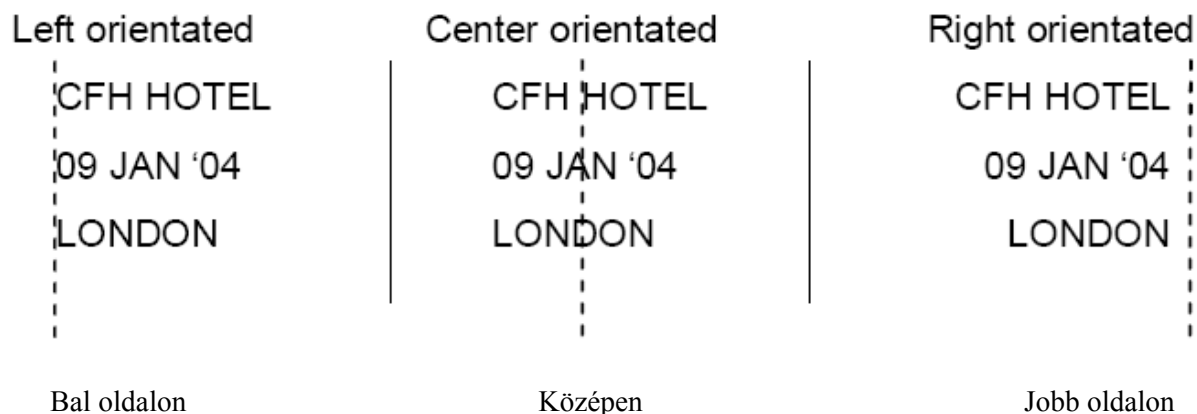 Left orientated Center orientated Right orientated
CFH HOTEL CFH HOTEL CFH HOTEL
09 JAN ‘04 09 JAN ‘04 09 JAN ‘04
LONDON LONDON LONDON
Bal oldalon Középen Jobb oldalon